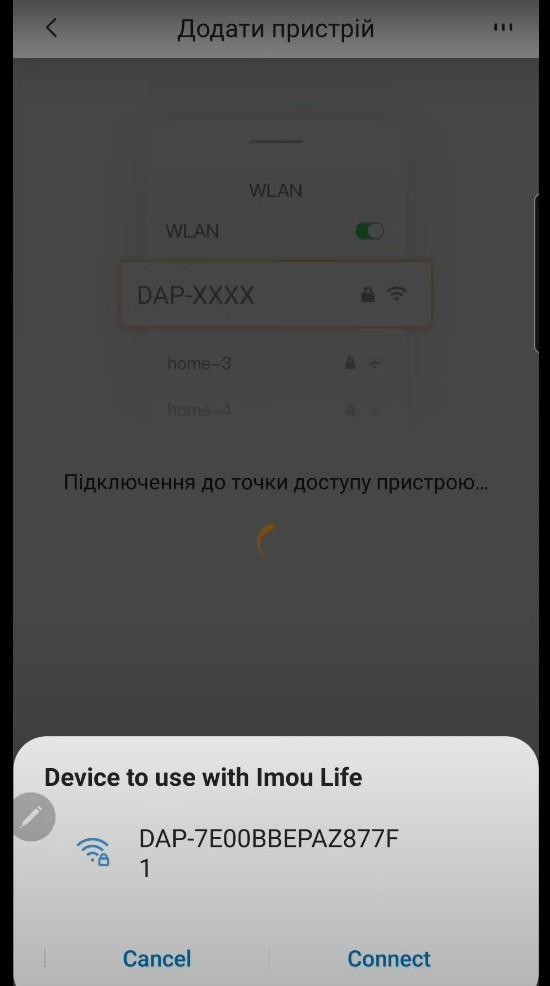 Додати пристрій
WLAN
WLAN
DAP-XXXX
home-3
home-4
Підключення до точки доступу пристрою...
Device to use with Imou Life
DAP-7E00BBEPAZ877F
1
Cancel
Connect